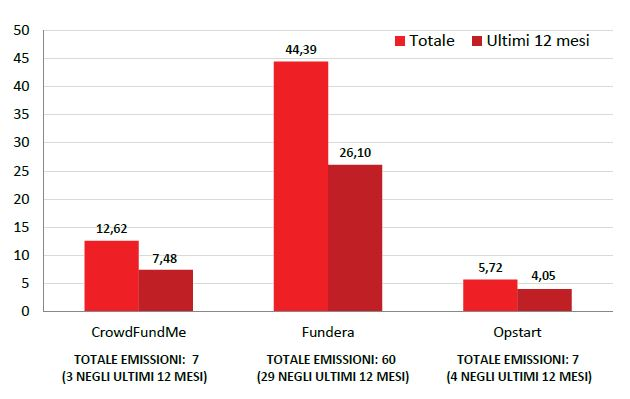 50
45
40
35
30
25
20
15
10
5
0
Totale
Ultimi 12 mesi
12,62
7,48
44,39
26,10
5,72
4,05
CrowdFundMe
Fundera
Opstart
TOTALE EMISSIONI: 7
(3 NEGLI ULTIMI 12 MESI)
TOTALE EMISSIONI: 60
(29 NEGLI ULTIMI 12 MESI)
TOTALE EMISSIONI: 7
(4 NEGLI ULTIMI 12 MESI)